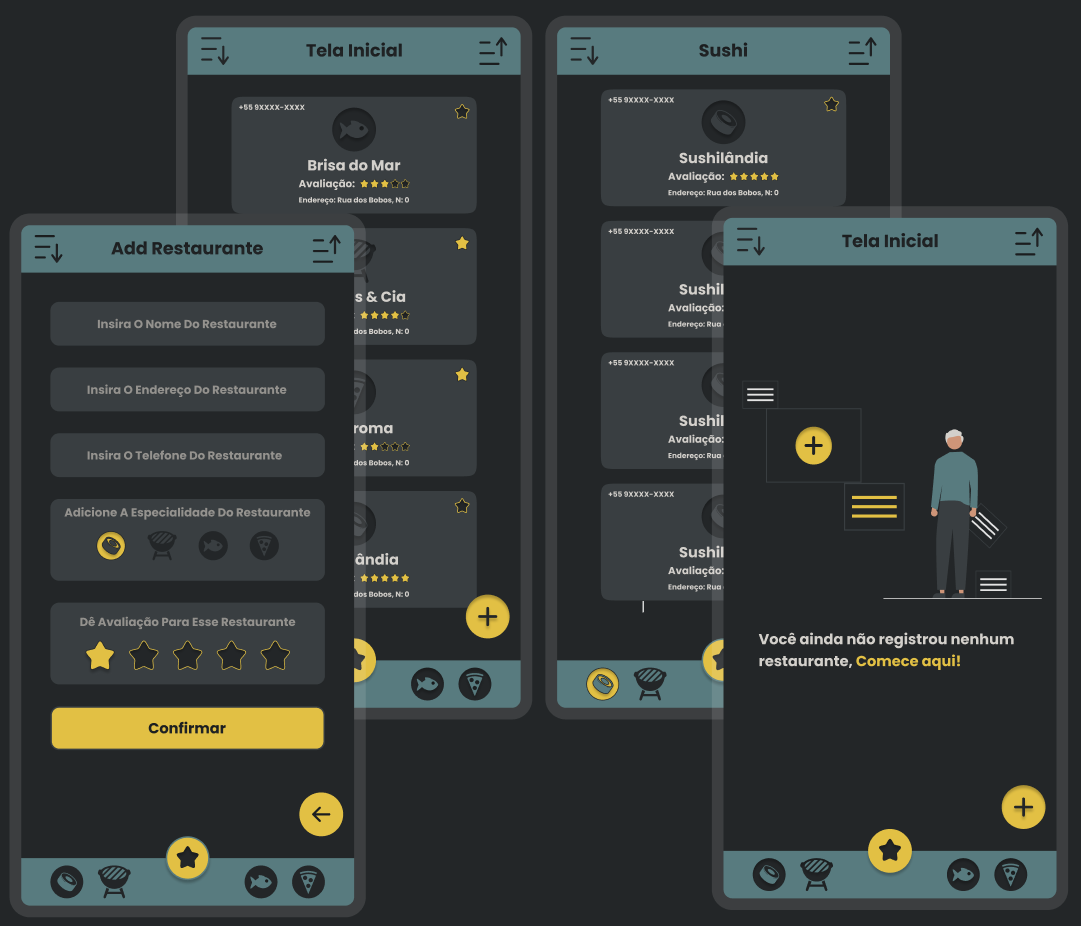 Tela Inicial
+55 9XXXX-XXXX
Brisa do Mar
Avaliação:
Endereço: Rua dos Bobos, N: 0
s & Cia
dos Bobos, N: 0
roma
s Bobos, N: 0
ândia
s Bobos, N: 0
Sushi
+55 9XXXX-XXXX
Sushilândia
Avaliação:
Endereço: Rua dos Bobos, N: 0
+55 9XXXX-XXXX
Sushil
Avaliação:
Endereço: Rua
+55 9XXXX-XXXX
Sushil
Avaliação:
Endereço: Rua
+55 9XXXX-XXXX
Sushil
Avaliação:
Endereço: Rua
Add Restaurante
Insira O Nome Do Restaurante
Insira O Endereço Do Restaurante
Insira O Telefone Do Restaurante
Adicione A Especialidade Do Restaurante
Dê Avaliação Para Esse Restaurante
Confirmar
Tela Inicial
Você ainda não registrou nenhum
restaurante, Comece aqui!